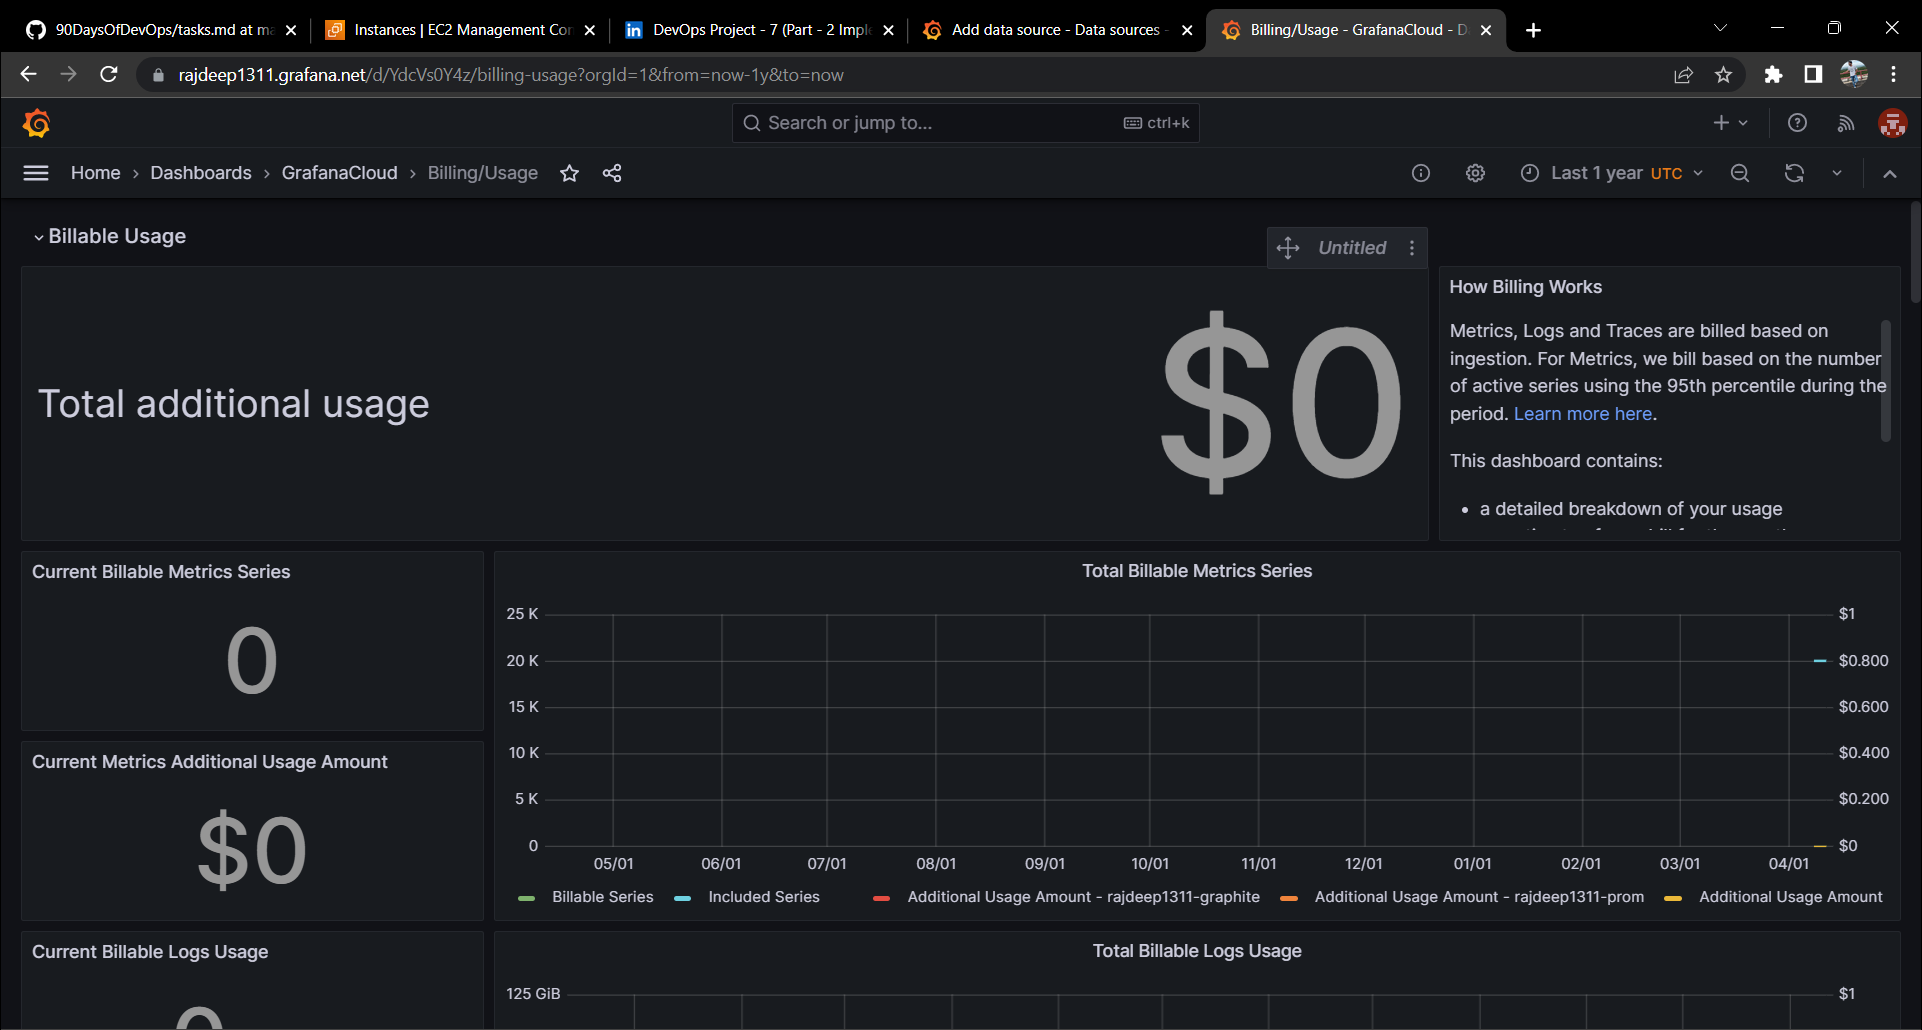 90DaysOfDevOps/tasks.md at ma
Instances | EC2 Management Con
DevOps Project - 7 (Part - 2 Imple
Add data source - Data sources -
Billing/Usage - GrafanaCloud - D
rajdeep1311.grafana.net/d/YdcVs0Y4z/billing-usage?orgId=1&from=now-1y&to=now
Search or jump to...
ctrl+k
Home › Dashboards › GrafanaCloud › Billing/Usage
Last 1 year UTC
Billable Usage
Untitled
Total additional usage
$0
How Billing Works
Metrics, Logs and Traces are billed based on
ingestion. For Metrics, we bill based on the number
of active series using the 95th percentile during the
period. Learn more here.
This dashboard contains:
• a detailed breakdown of your usage
Current Billable Metrics Series
0
Current Metrics Additional Usage Amount
$0
Total Billable Metrics Series
25 K
20 K
15 K
10 K
5 K
0
$1
$0.800
$0.600
$0.400
$0.200
$0
05/01 06/01 07/01 08/01 09/01 10/01 11/01 12/01 01/01 02/01 03/01 04/01
Billable Series Included Series Additional Usage Amount - rajdeep1311-graphite Additional Usage Amount - rajdeep1311-prom Additional Usage Amount
Current Billable Logs Usage
Total Billable Logs Usage
125 GiB
$1